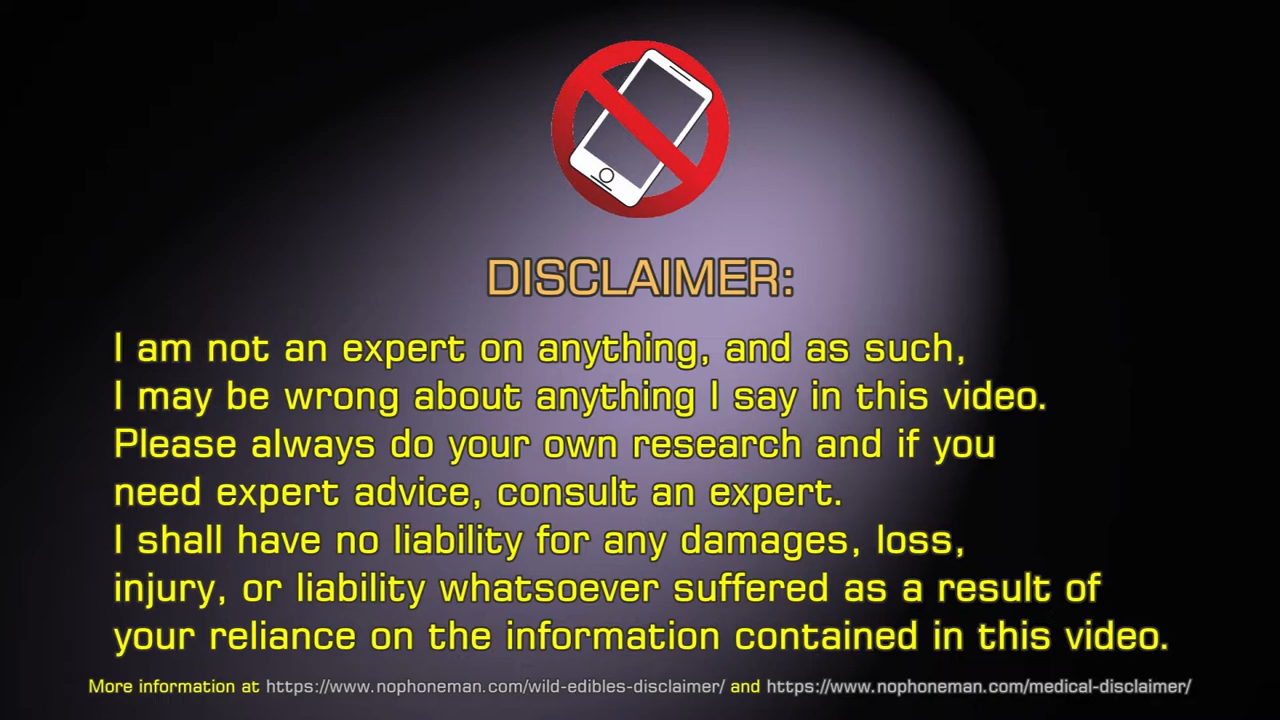 DISCLAIMER:
I am not an expert on anything, and as such,
I may be wrong about anything I say in this video.
Please always do your own research and if you
need expert advice, consult an expert.
I shall have no liability for any damages, loss,
injury, or liability whatsoever suffered as a result of
your reliance on the information contained in this video.
More information at https://www.nophoneman.com/wild-edibles-disclaimer/ and https://www.nophoneman.com/medical-disclaimer/